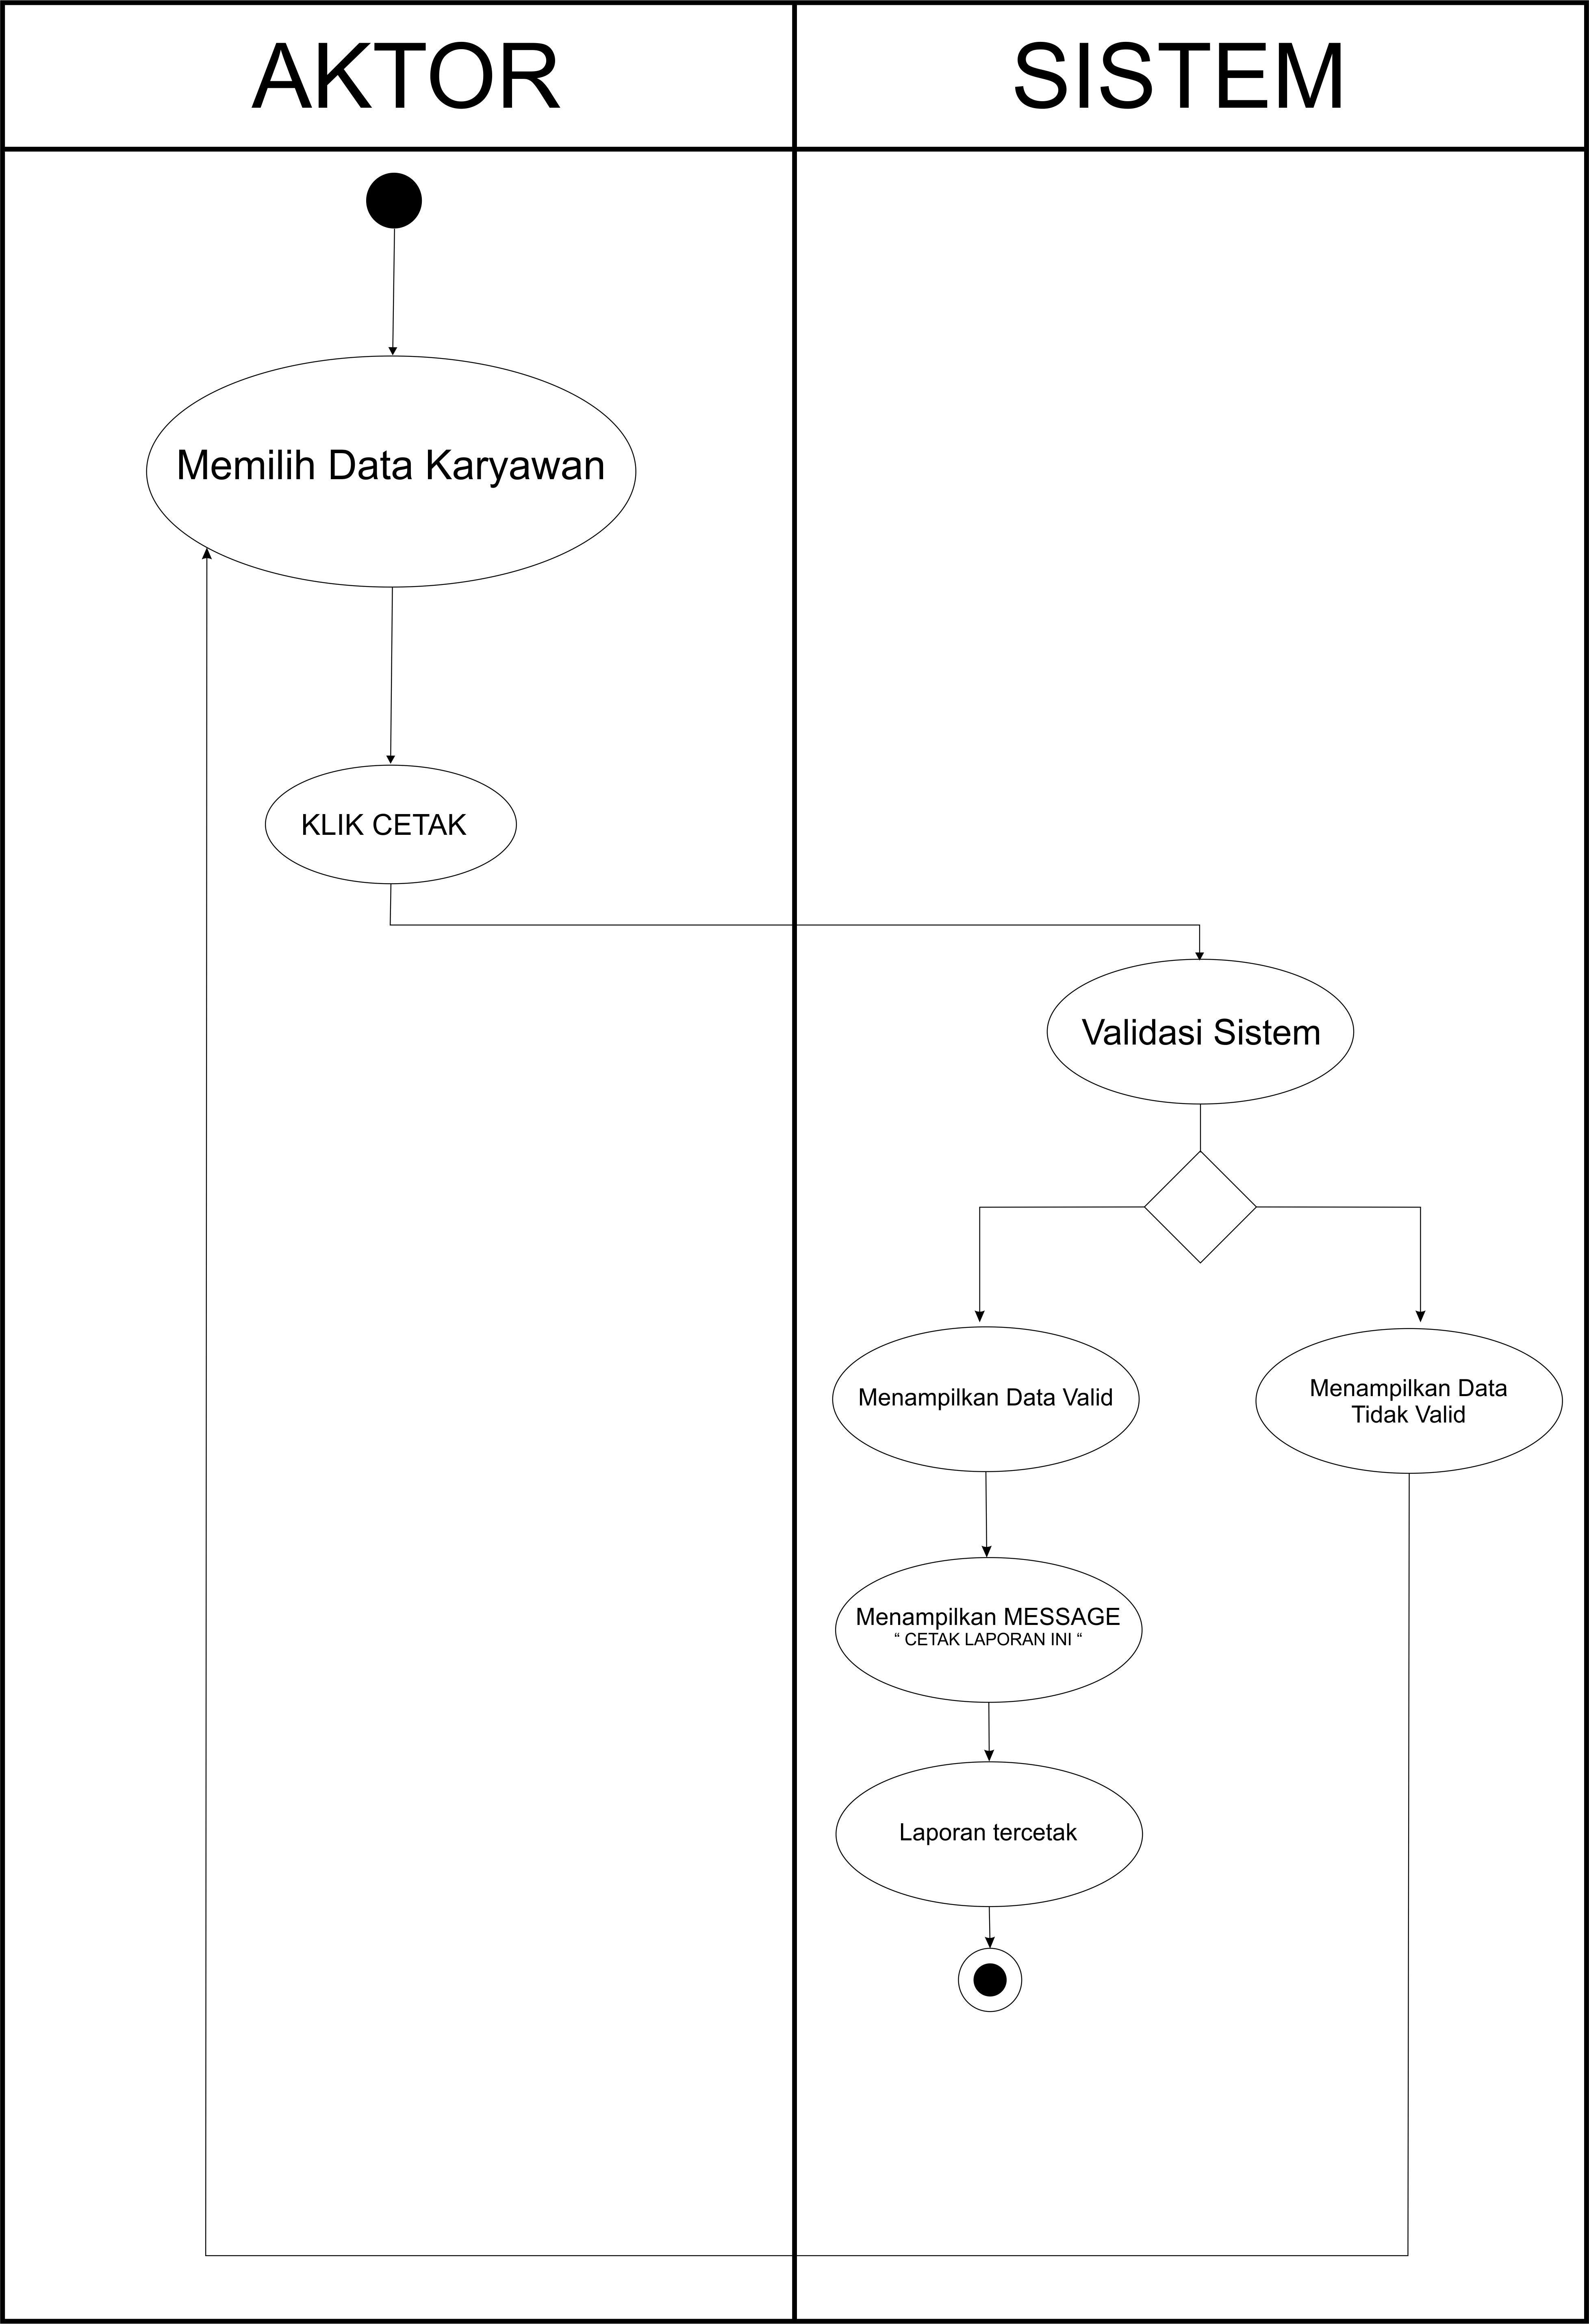 AKTOR
SISTEM
Memilih Data Karyawan
KLIK CETAK
Validasi Sistem
Menampilkan Data Valid
Menampilkan Data
Tidak Valid
Menampilkan MESSAGE
“ CETAK LAPORAN INI “
Laporan tercetak